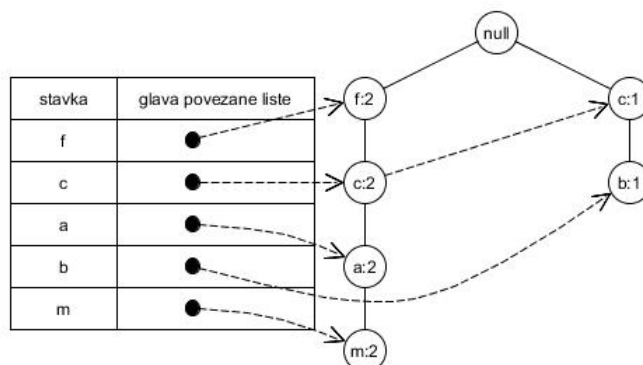 null
stavka glava povezane liste
f
c
a
b
m
f:2
c:2
a:2
m:2
c:1
b:1